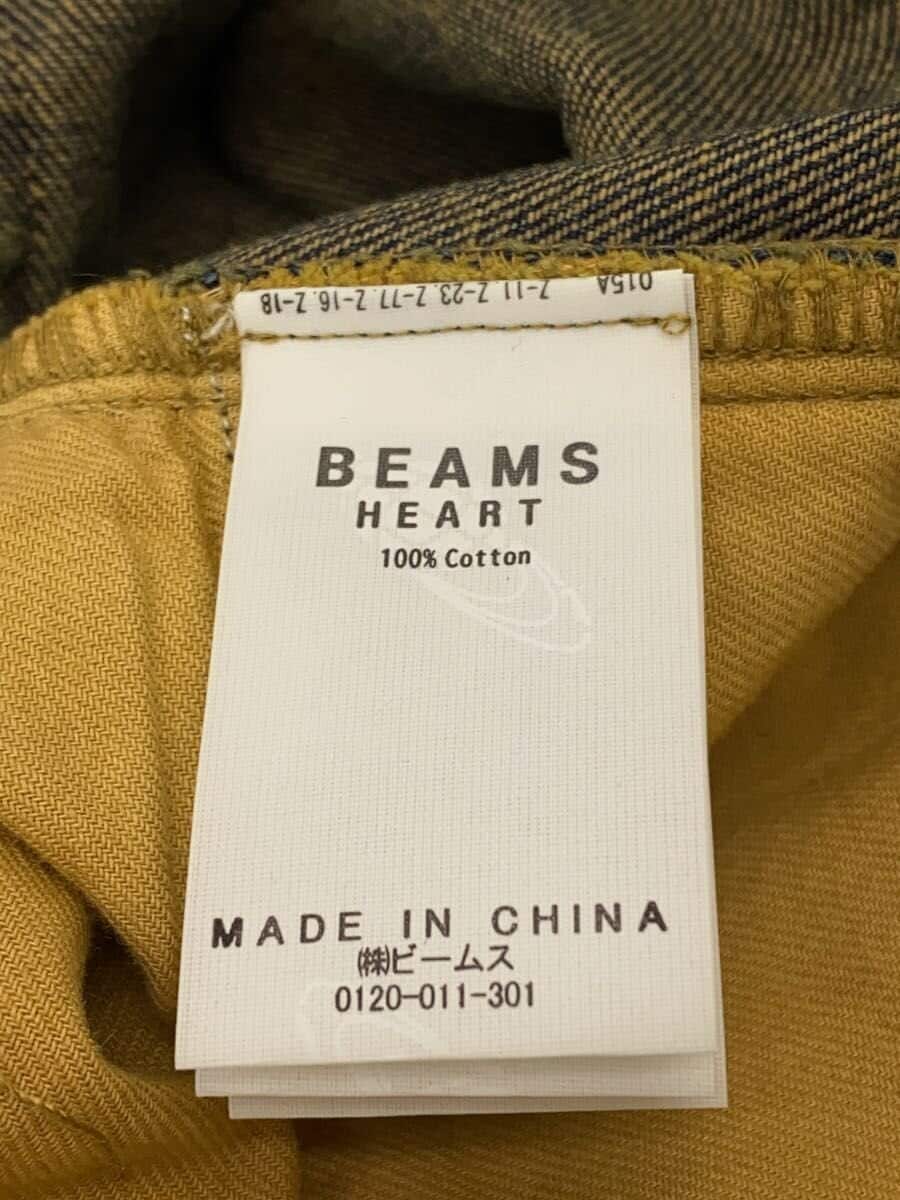 015A 7-11.Z-23.Z-77.Z-16.Z-18
BEAMS
HEART
100% Cotton
MADE IN CHINA
㈱ビームス
0120-011-301